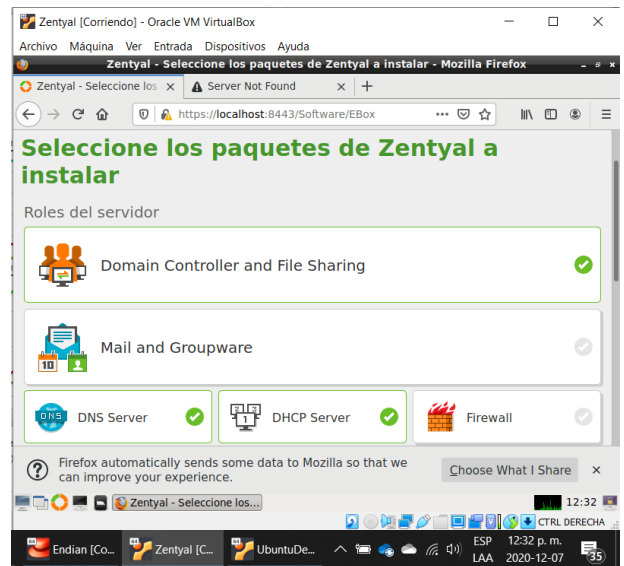 Zentyal [Corriendo] - Oracle VM VirtualBox
Archivo Máquina Ver Entrada Dispositivos Ayuda
Zentyal - Seleccione los paquetes de Zentyal a instalar - Mozilla Firefox
Zentyal - Seleccione los
Server Not Found
https://localhost:8443/Software/EBox
Seleccione los paquetes de Zentyal a
instalar
Roles del servidor
Domain Controller and File Sharing
10
Mail and Groupware
DNS
DNS Server
DHCP Server
Firewall
Firefox automatically sends some data to Mozilla so that we
can improve your experience.
Choose What I Share
Zentyal - Seleccione los...
12:32
CTRL DERECHA
Endian [Co...
Zentyal [C...
UbuntuDe...
ESP
LAA
12:32 p. m.
2020-12-07
35